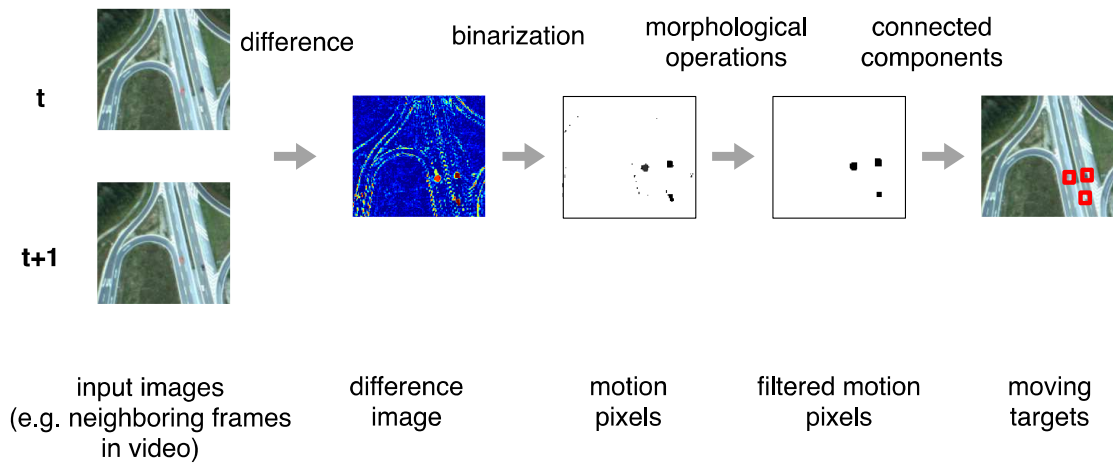 difference
binarization
morphological
operations
connected
components
t
t+1
input images
(e.g. neighboring frames
in video)
difference
image
motion
pixels
filtered motion
pixels
moving
targets